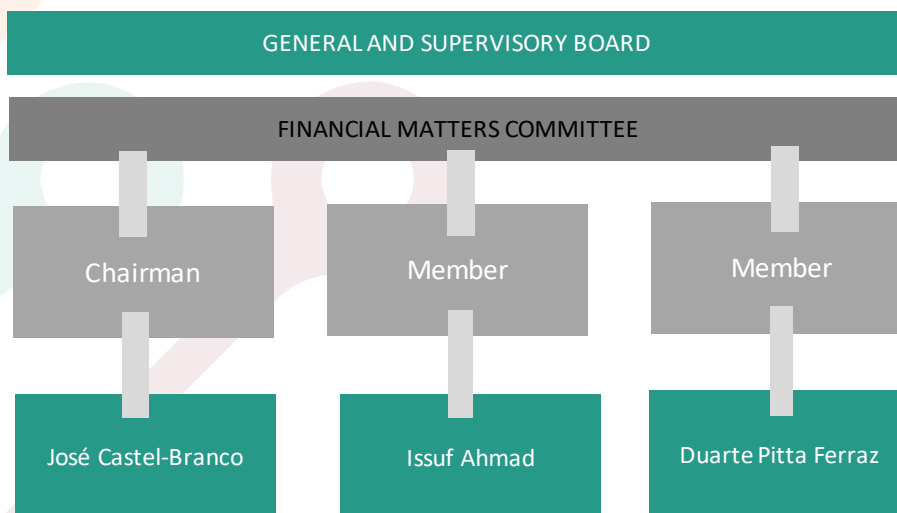 GENERAL AND SUPERVISORY BOARD
FINANCIAL MATTERS COMMITTEE
Chairman
Member
Member
José Castel-Branco
Issuf Ahmad
Duarte Pitta Ferraz